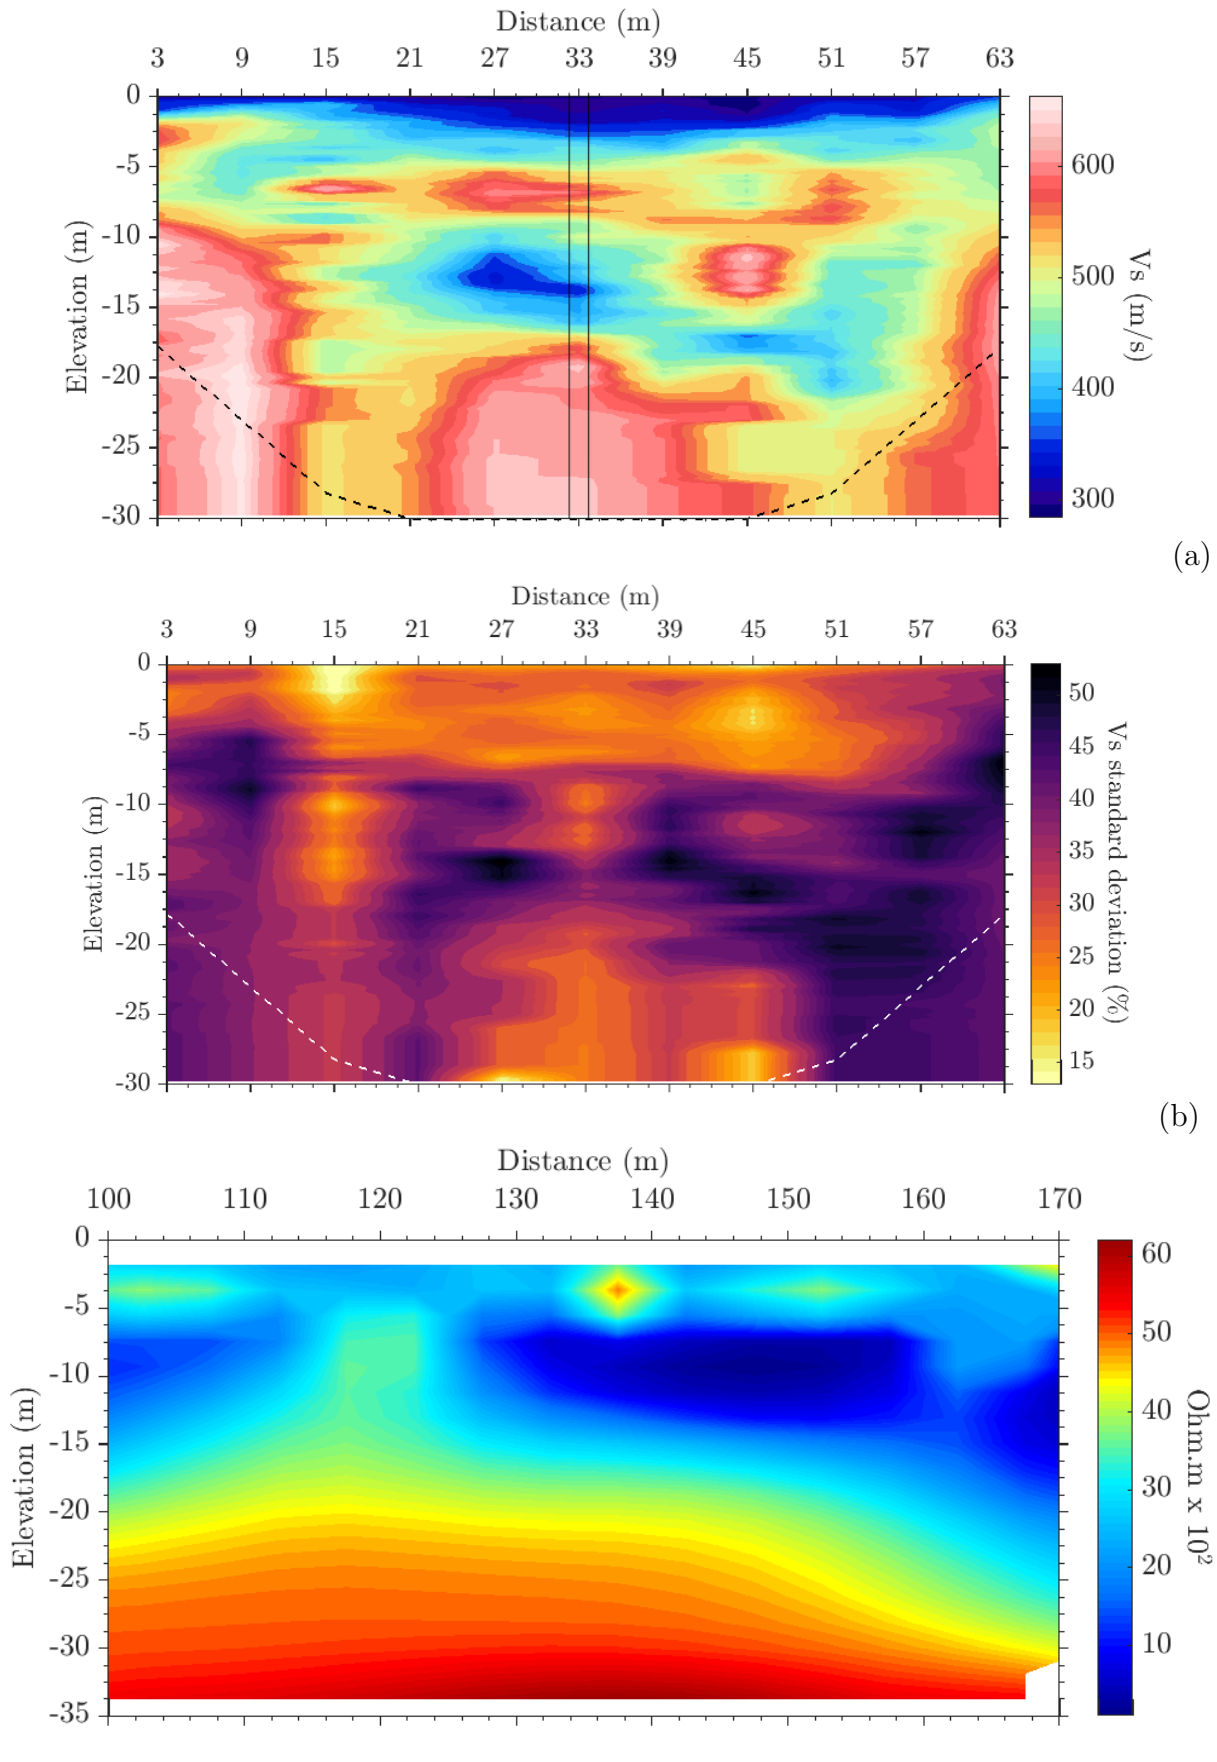 Distance (m)
3 9 15 21 27 33 39 45 51 57 63
0
-5
-10
-15
-20
-25
-30
Elevation (m)
600
500
400
300
Vs (m/s)
(a)
Distance (m)
3 9 15 21 27 33 39 45 51 57 63
0
-5
-10
-15
-20
-25
-30
Elevation (m)
50
45
40
35
30
25
20
15
Vs standard deviation (%)
(b)
Distance (m)
100 110 120 130 140 150 160 170
0
-5
-10
-15
-20
-25
-30
-35
Elevation (m)
60
50
40
30
20
10
Ohm.m x 10²